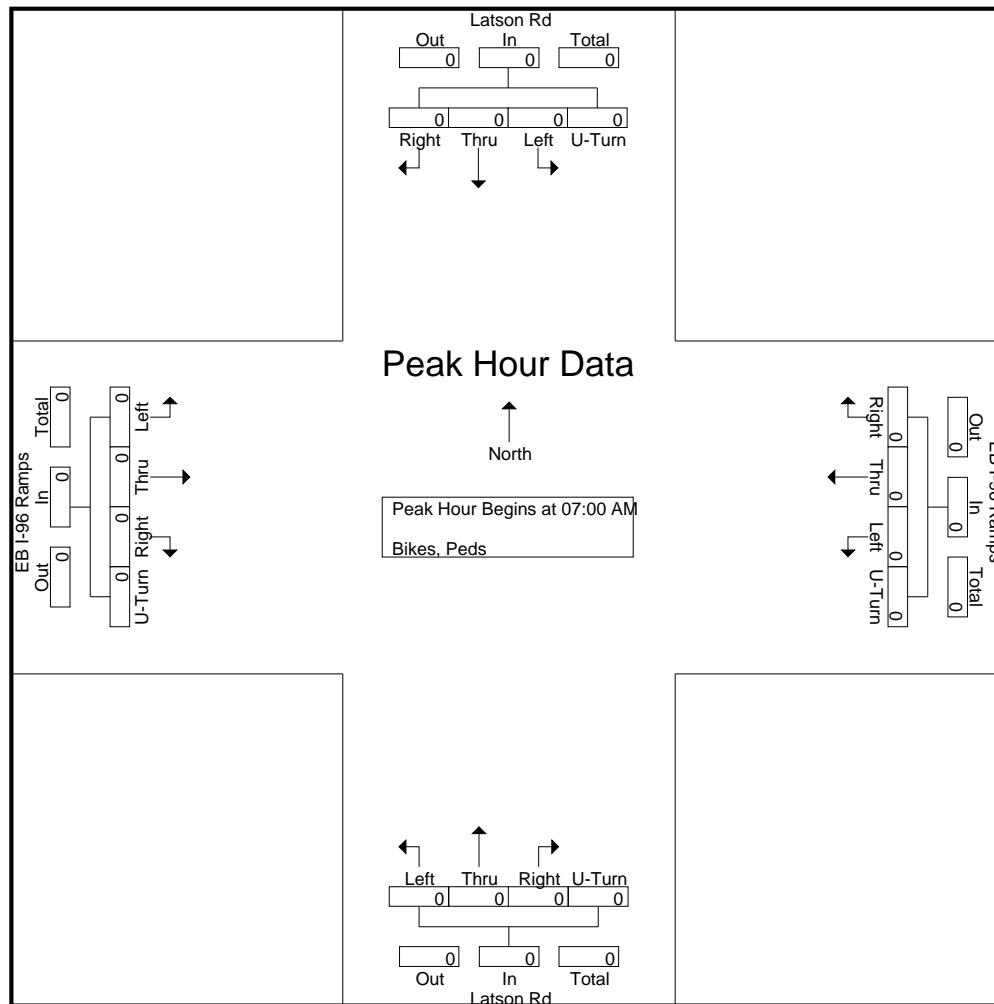 Latson Rd
Out In Total
0 0 0
0 0 0 0
Right Thru Left U-Turn
Peak Hour Data
North
Peak Hour Begins at 07:00 AM
Bikes, Peds
EB I-96 Ramps
Out In Total
0 0 0
0 0 0 0
U-Turn Right Thru Left
Out In Total
0 0 0
0 0 0 0
Right Thru Left U-Turn
Left Thru Right U-Turn
0 0 0 0
0 0 0
Out In Total
Latson Rd